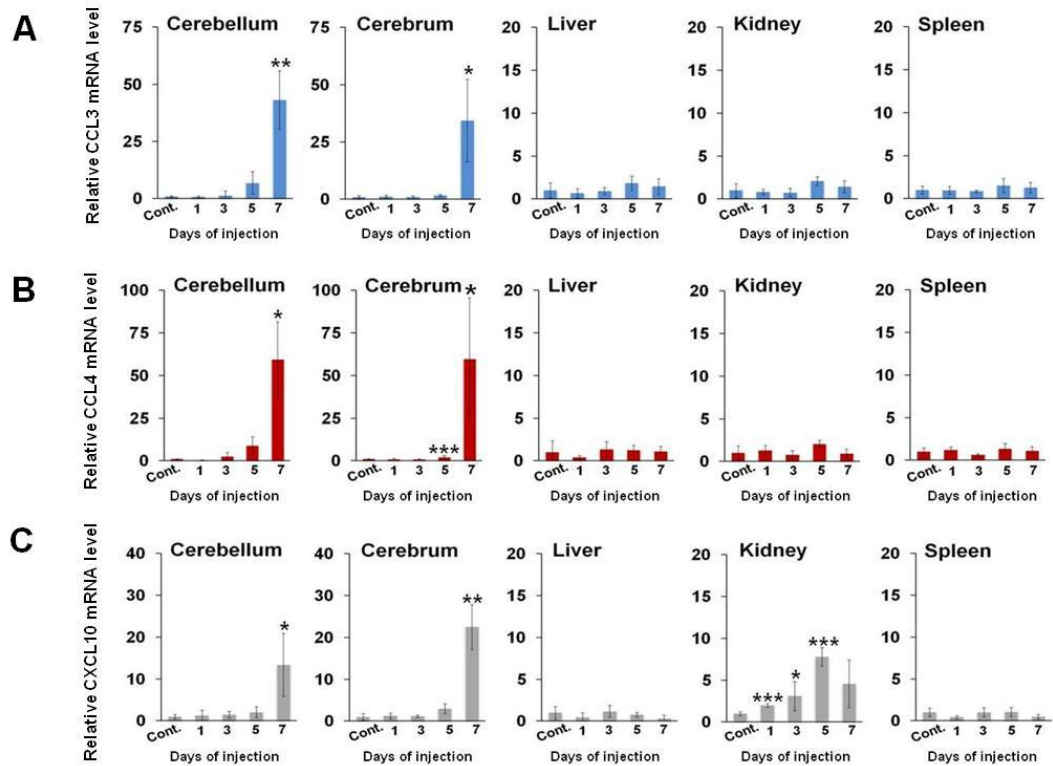 A
Relative CCL3 mRNA level
Cerebellum
75
50
25
0
**
Cont. 1 3 5 7
Days of injection
Cerebrum
75
50
25
0
*
Cont. 1 3 5 7
Days of injection
Liver
20
15
10
5
0
Cont. 1 3 5 7
Days of injection
Kidney
20
15
10
5
0
Cont. 1 3 5 7
Days of injection
Spleen
20
15
10
5
0
Cont. 1 3 5 7
Days of injection
B
Relative CCL4 mRNA level
Cerebellum
100
75
50
25
0
*
Cont. 1 3 5 7
Days of injection
Cerebrum
100
75
50
25
0
*** *
Cont. 1 3 5 7
Days of injection
Liver
20
15
10
5
0
Cont. 1 3 5 7
Days of injection
Kidney
20
15
10
5
0
Cont. 1 3 5 7
Days of injection
Spleen
20
15
10
5
0
Cont. 1 3 5 7
Days of injection
C
Relative CXCL10 mRNA level
Cerebellum
40
30
20
10
0
*
Cont. 1 3 5 7
Days of injection
Cerebrum
40
30
20
10
0
**
Cont. 1 3 5 7
Days of injection
Liver
20
15
10
5
0
Cont. 1 3 5 7
Days of injection
Kidney
20
15
10
5
0
*** * ***
Cont. 1 3 5 7
Days of injection
Spleen
20
15
10
5
0
Cont. 1 3 5 7
Days of injection